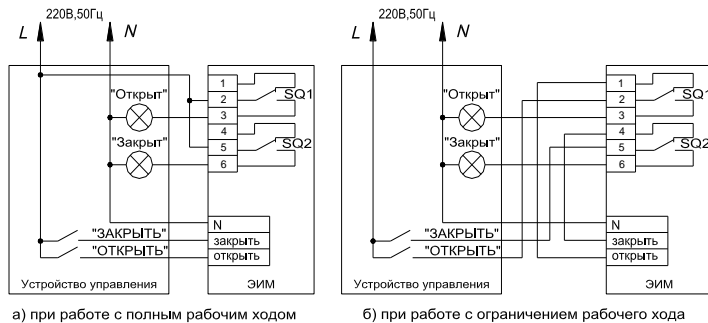 220В,50Гц
L
N
"Открыт"
"Закрыт"
1
2
3
4
5
6
SQ1
SQ2
"ЗАКРЫТЬ"
"ОТКРЫТЬ"
N
закрыть
открыть
Устройство управления
ЭИМ
а) при работе с полным рабочим ходом
220В,50Гц
L
N
"Открыт"
"Закрыт"
1
2
3
4
5
6
SQ1
SQ2
"ЗАКРЫТЬ"
"ОТКРЫТЬ"
N
закрыть
открыть
Устройство управления
ЭИМ
б) при работе с ограничением рабочего хода